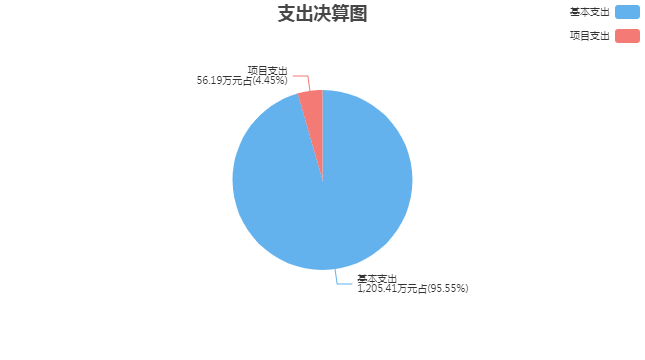 支出决算图
基本支出
项目支出
项目支出
56.19万元占(4.45%)
基本支出
1,205.41万元占(95.55%)